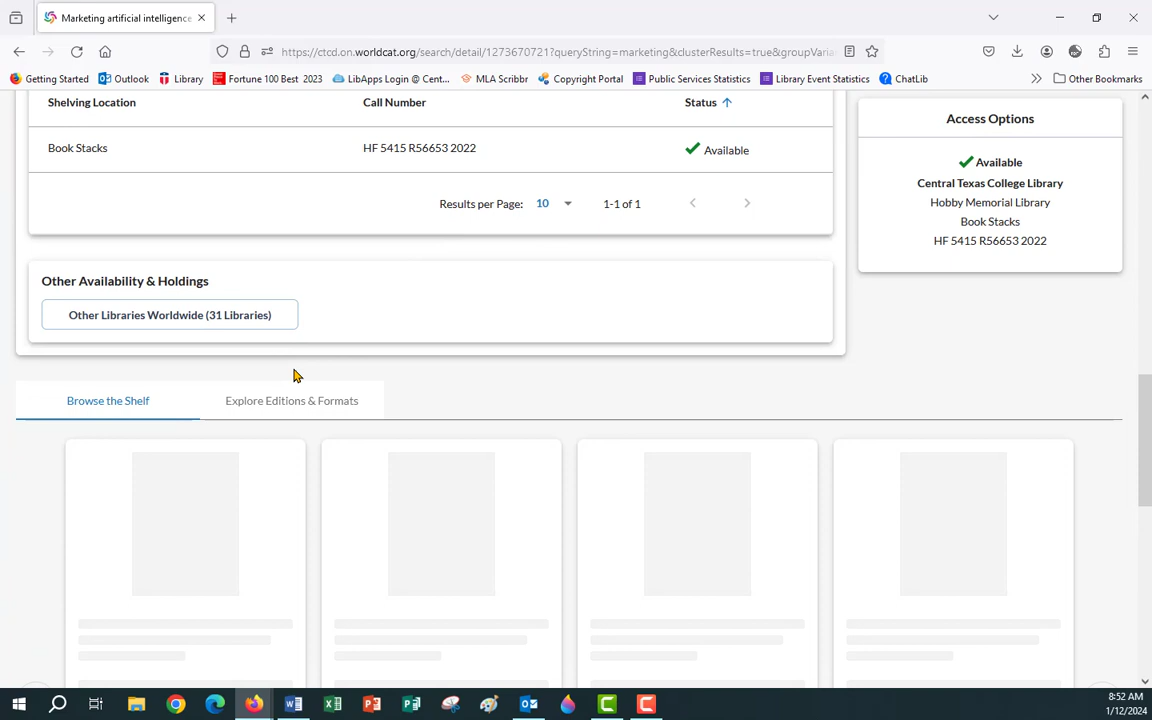 Marketing artificial intelligence
https://ctcd.on.worldcat.org/search/detail/1273670721?queryString=marketing&clusterResults=true&groupVaria
Getting Started
Outlook
Library
Fortune 100 Best 2023
LibApps Login @ Cent...
MLA Scribbr
Copyright Portal
Public Services Statistics
Library Event Statistics
ChatLib
Other Bookmarks
Shelving Location
Call Number
Status
Book Stacks
HF 5415 R56653 2022
Available
Results per Page: 10
1-1 of 1
Access Options
Available
Central Texas College Library
Hobby Memorial Library
Book Stacks
HF 5415 R56653 2022
Other Availability & Holdings
Other Libraries Worldwide (31 Libraries)
Browse the Shelf
Explore Editions & Formats
8:52 AM
1/12/2024